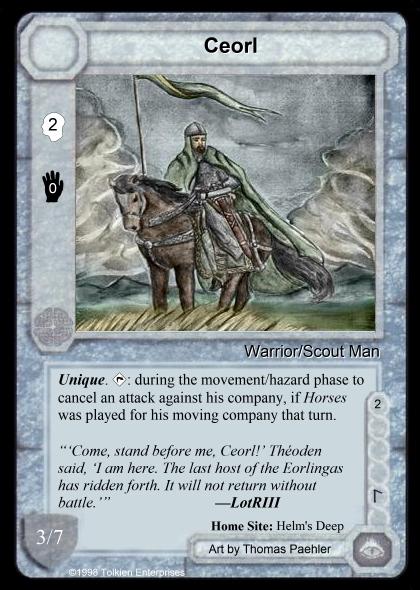 Ceorl
2
0
Warrior/Scout Man
Unique. : during the movement/hazard phase to
cancel an attack against his company, if Horses
was played for his moving company that turn.
2
"'Come, stand before me, Ceorl!' Théoden
said, 'I am here. The last host of the Eorlingas
has ridden forth. It will not return without
battle.'" —LotRIII
Home Site: Helm's Deep
3/7
Art by Thomas Paehler
©1998 Tolkien Enterprises